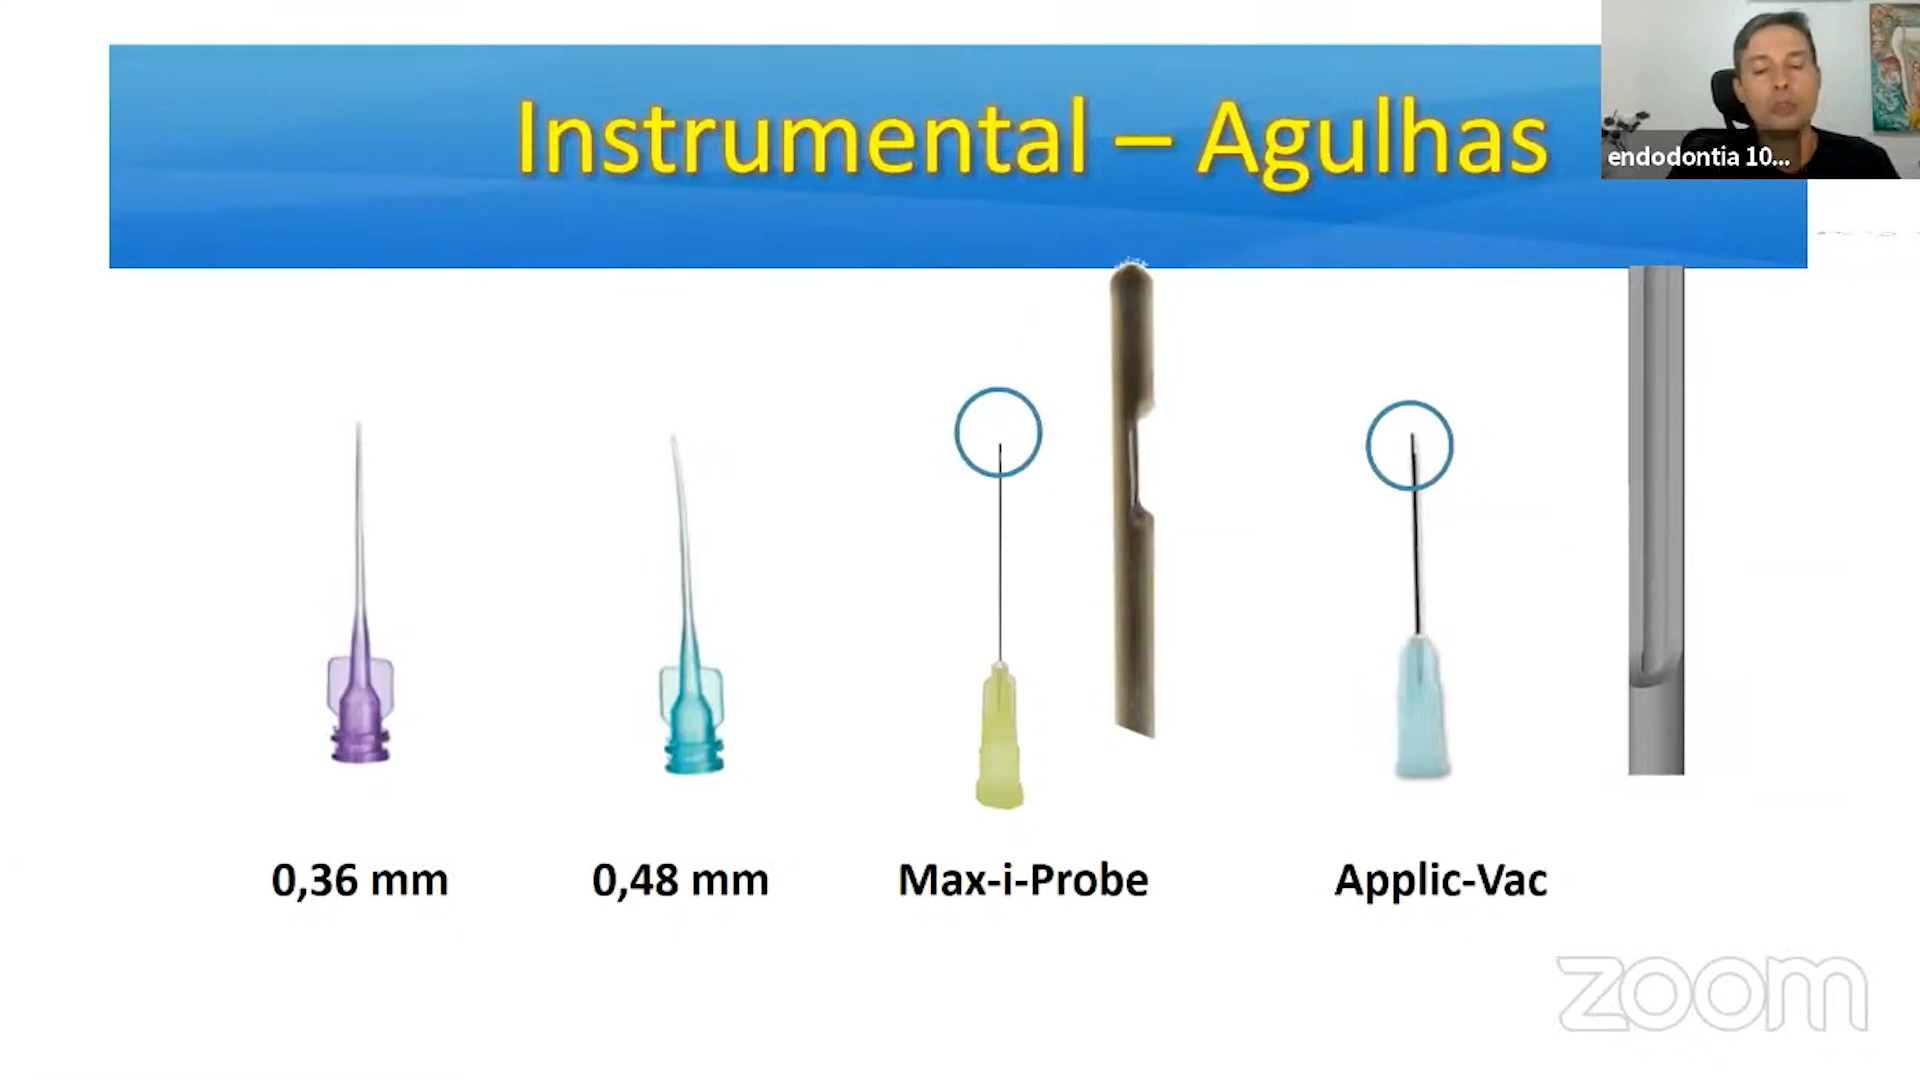 Instrumental – Agulhas
endodontia 10...
0,36 mm
0,48 mm
Max-i-Probe
Applic-Vac
zoom